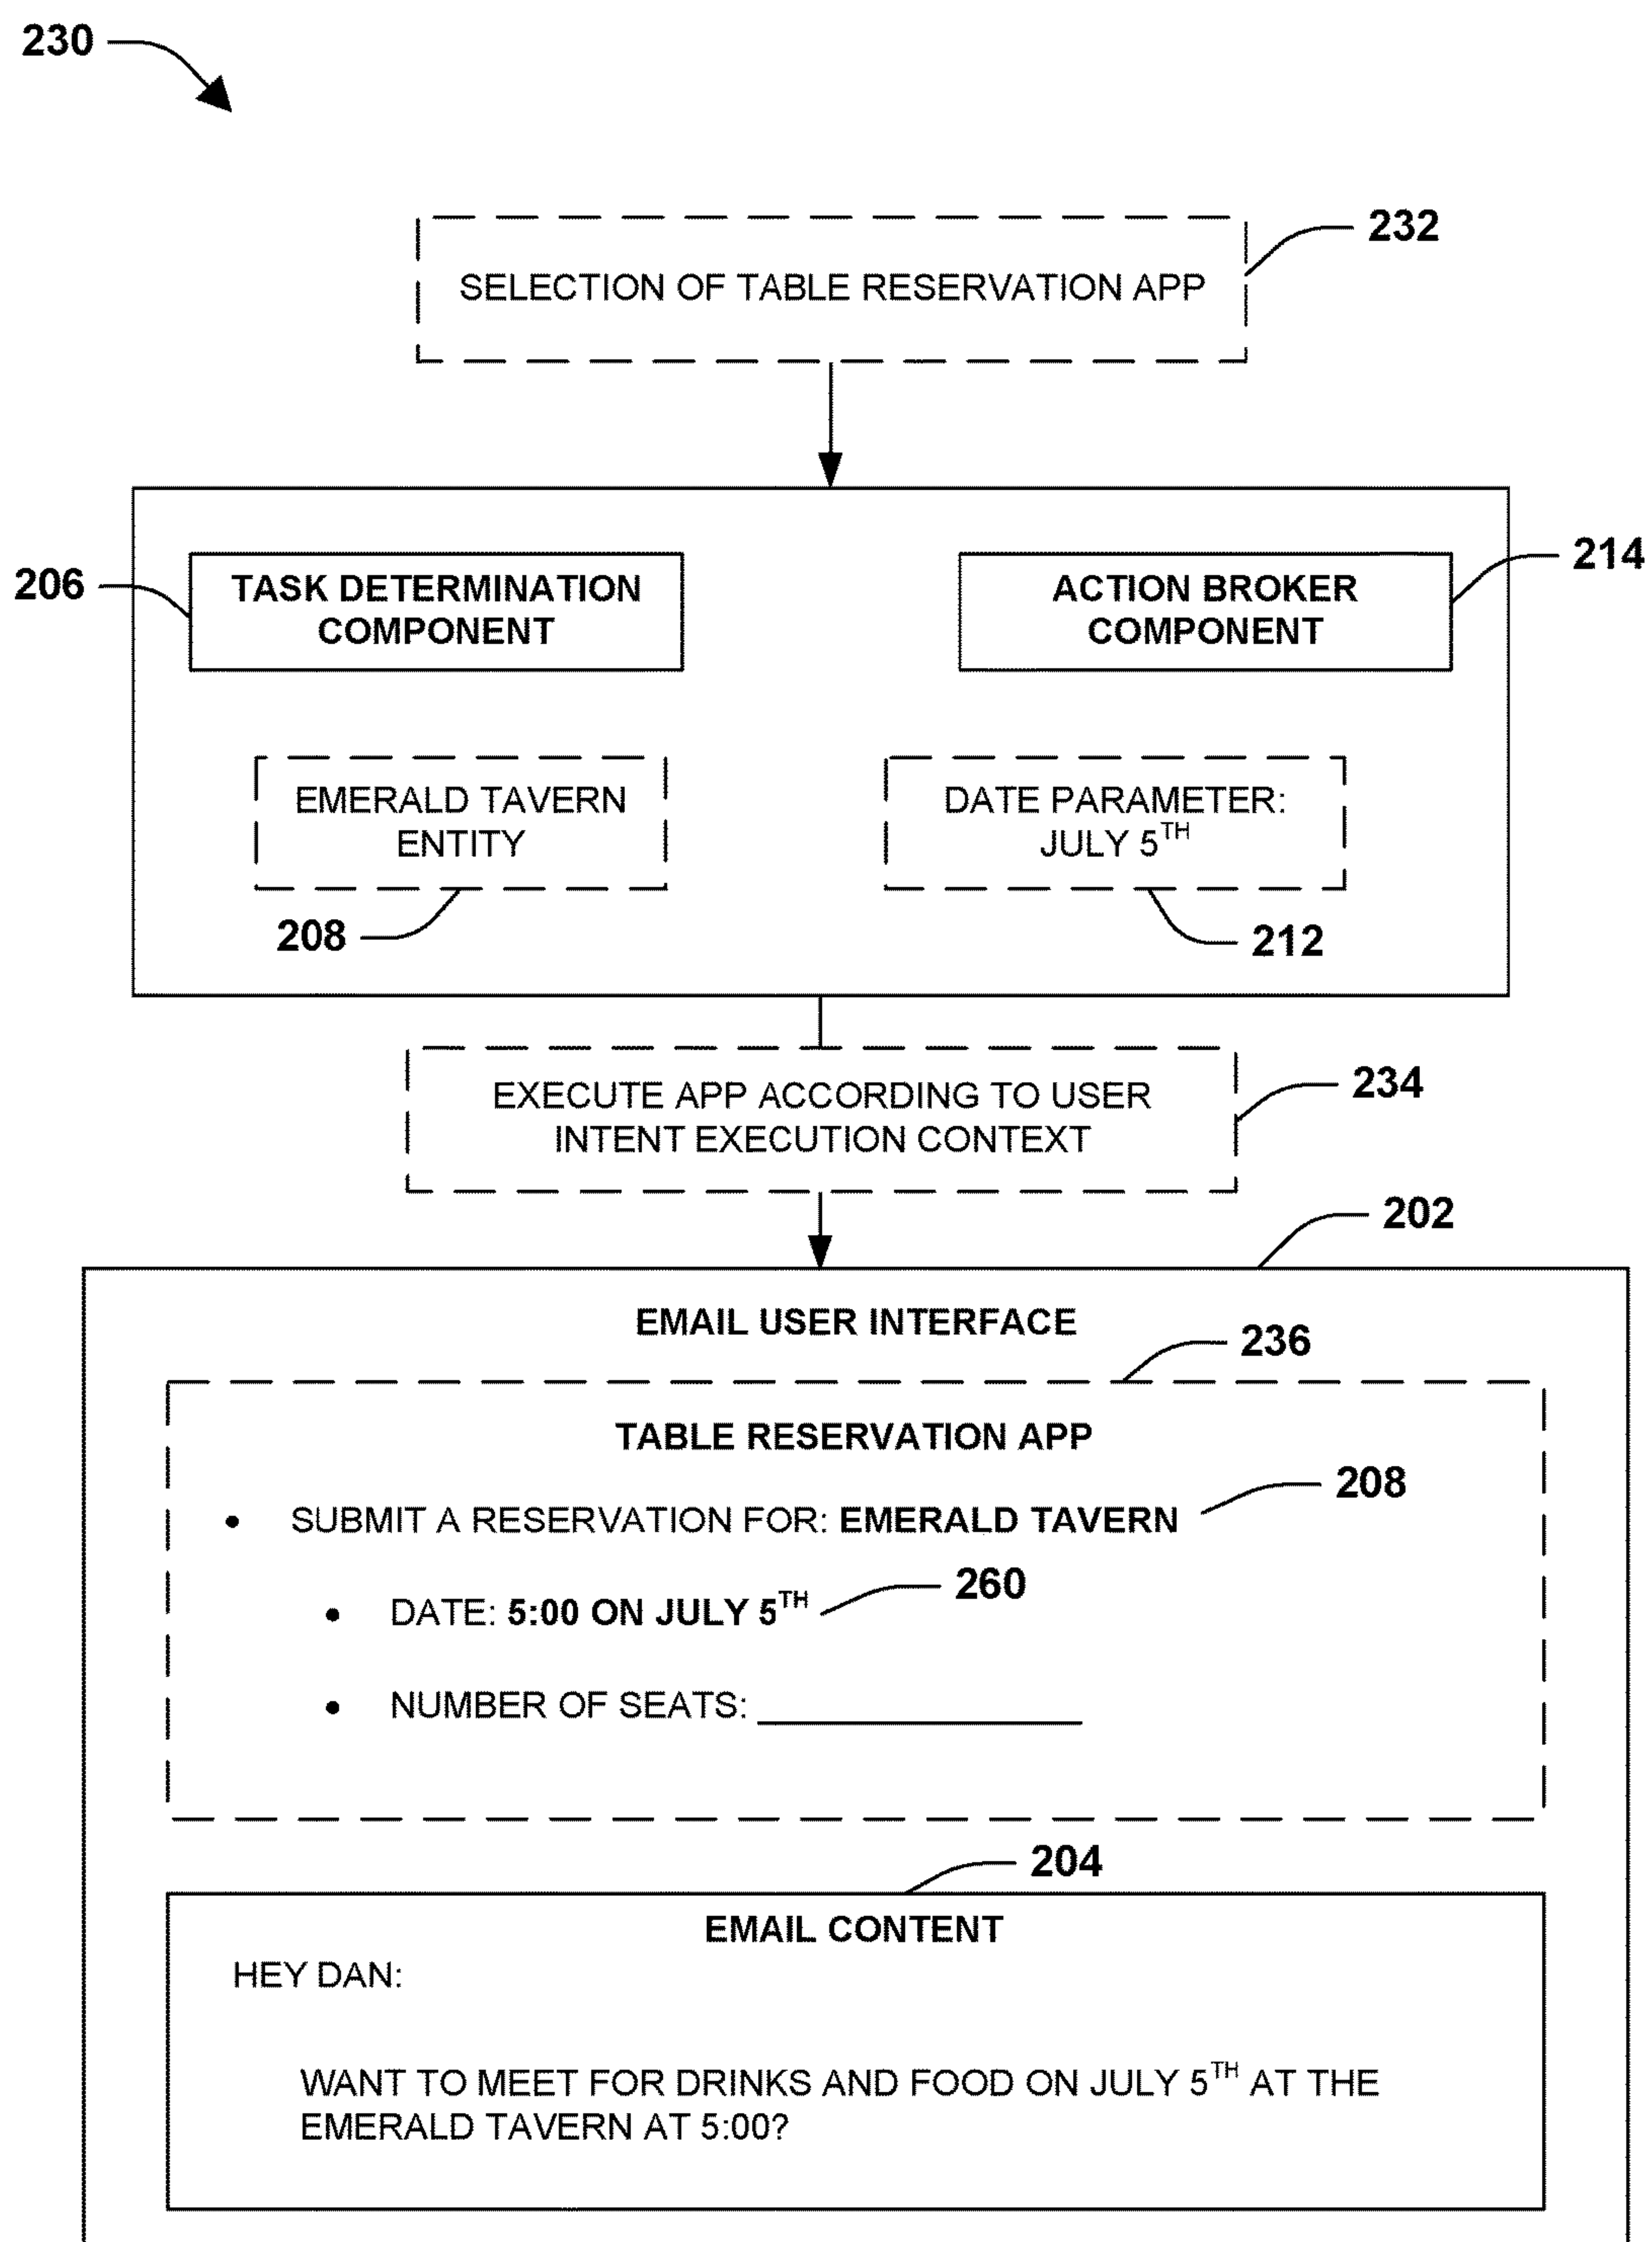 230
232
SELECTION OF TABLE RESERVATION APP
206
TASK DETERMINATION
COMPONENT
214
ACTION BROKER
COMPONENT
EMERALD TAVERN
ENTITY
208
DATE PARAMETER:
JULY 5TH
212
EXECUTE APP ACCORDING TO USER
INTENT EXECUTION CONTEXT
234
202
EMAIL USER INTERFACE
236
TABLE RESERVATION APP
208
• SUBMIT A RESERVATION FOR: EMERALD TAVERN
260
• DATE: 5:00 ON JULY 5TH
• NUMBER OF SEATS: ____________
204
EMAIL CONTENT
HEY DAN:
WANT TO MEET FOR DRINKS AND FOOD ON JULY 5TH AT THE
EMERALD TAVERN AT 5:00?